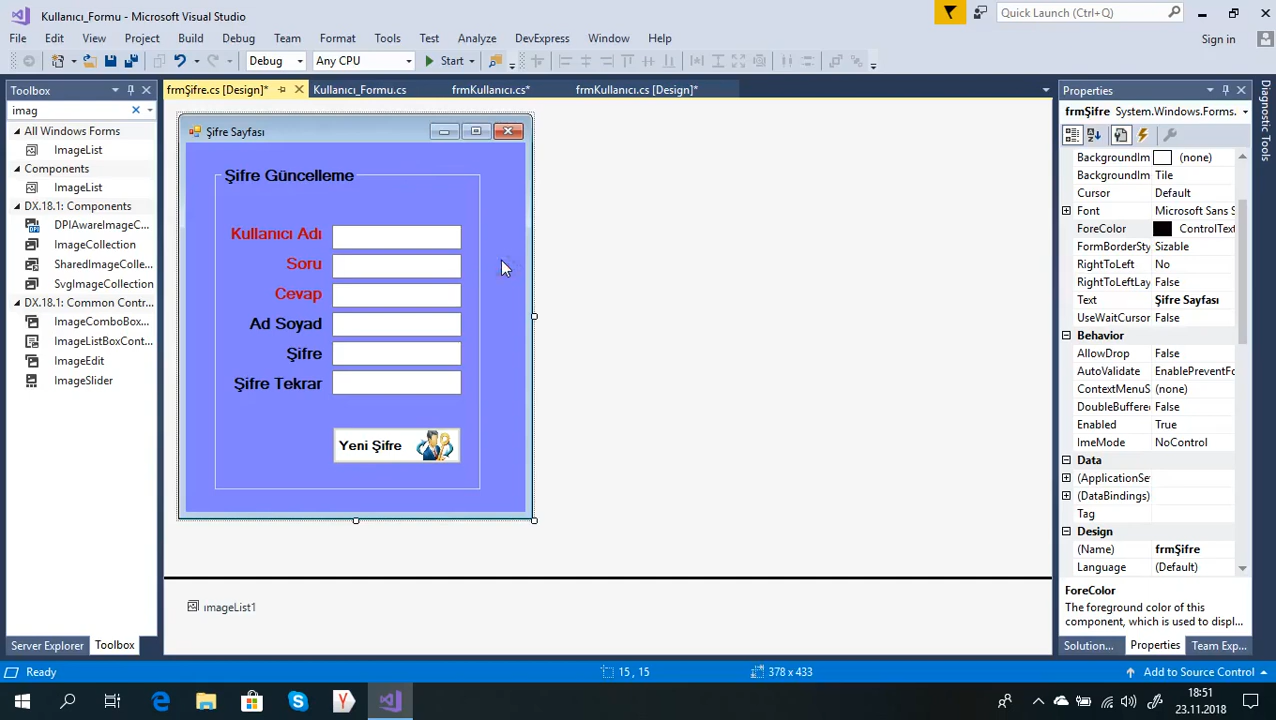 Kullanıcı_Formu - Microsoft Visual Studio
Quick Launch (Ctrl+Q)
File Edit View Project Build Debug Team Format Tools Test Analyze DevExpress Window Help
Sign in
Debug Any CPU Start
Toolbox
frmŞifre.cs [Design]* Kullanıcı_Formu.cs frmKullanıcı.cs* frmKullanıcı.cs [Design]*
Properties
imag
All Windows Forms
ImageList
Components
ImageList
DX.18.1: Components
DPIAwareImageC...
ImageCollection
SharedImageColle...
SvgImageCollection
DX.18.1: Common Contr
ImageComboBox...
ImageListBoxCont...
ImageEdit
ImageSlider
Server Explorer Toolbox
Şifre Sayfası
Şifre Güncelleme
Kullanıcı Adı
Soru
Cevap
Ad Soyad
Şifre
Şifre Tekrar
Yeni Şifre
ımageList1
frmŞifre System.Windows.Forms.
BackgroundIm (none)
BackgroundIm Tile
Cursor Default
Font Microsoft Sans S
ForeColor ControlText
FormBorderSty Sizable
RightToLeft No
RightToLeftLay False
Text Şifre Sayfası
UseWaitCursor False
Behavior
AllowDrop False
AutoValidate EnablePreventFo
ContextMenuS (none)
DoubleBuffere False
Enabled True
ImeMode NoControl
Data
(ApplicationSe
(DataBindings)
Tag
Design
(Name) frmŞifre
Language (Default)
ForeColor
The foreground color of this
component, which is used to displ...
Solution... Properties Team Exp...
Diagnostic Tools
Ready
15 , 15
378 x 433
Add to Source Control
18:51
23.11.2018